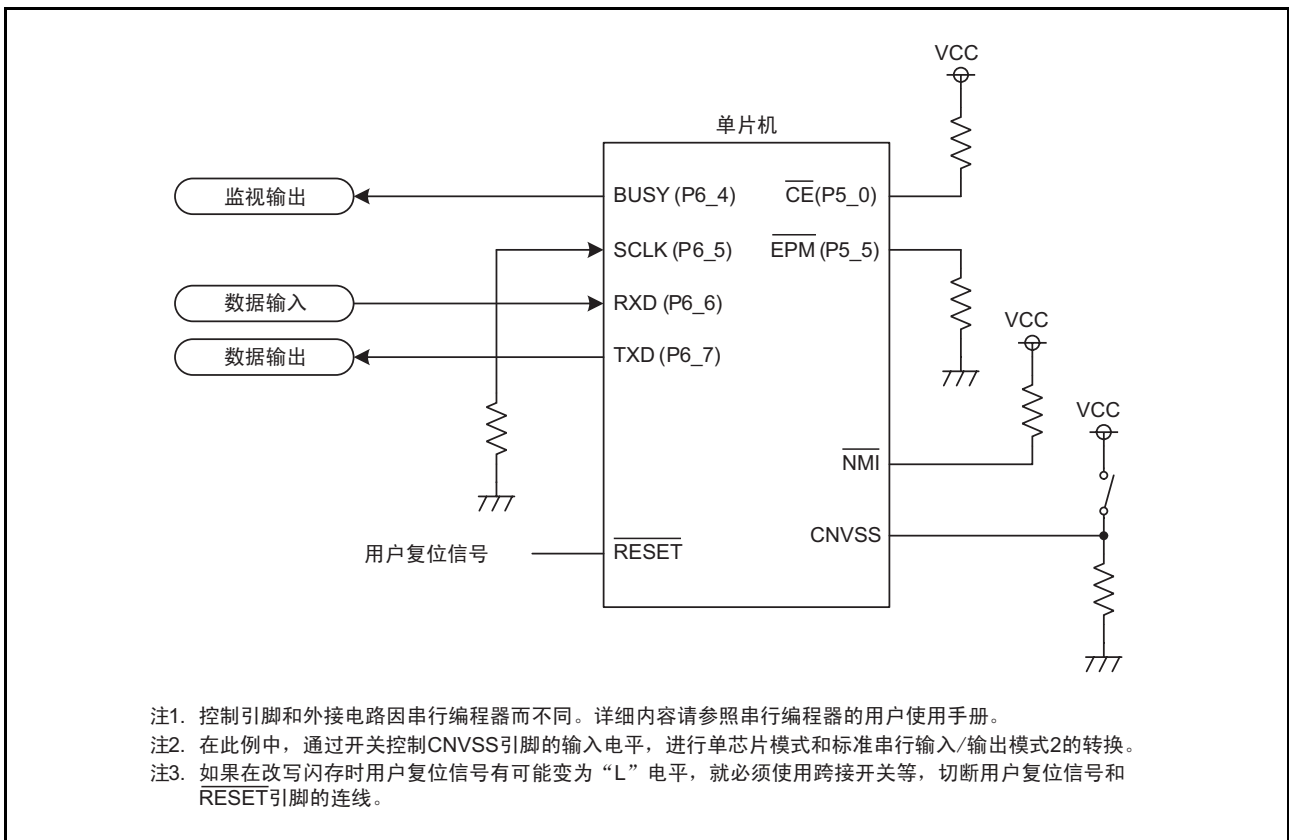 VCC
单片机
监视输出
BUSY (P6_4)
CE(P5_0)
SCLK (P6_5)
EPM (P5_5)
数据输入
RXD (P6_6)
VCC
数据输出
TXD (P6_7)
VCC
NMI
CNVSS
用户复位信号
RESET
注1. 控制引脚和外接电路因串行编程器而不同。详细内容请参照串行编程器的用户使用手册。
注2. 在此例中，通过开关控制CNVSS引脚的输入电平，进行单芯片模式和标准串行输入/输出模式2的转换。
注3. 如果在改写闪存时用户复位信号有可能变为“L”电平，就必须使用跨接开关等，切断用户复位信号和
RESET引脚的连线。